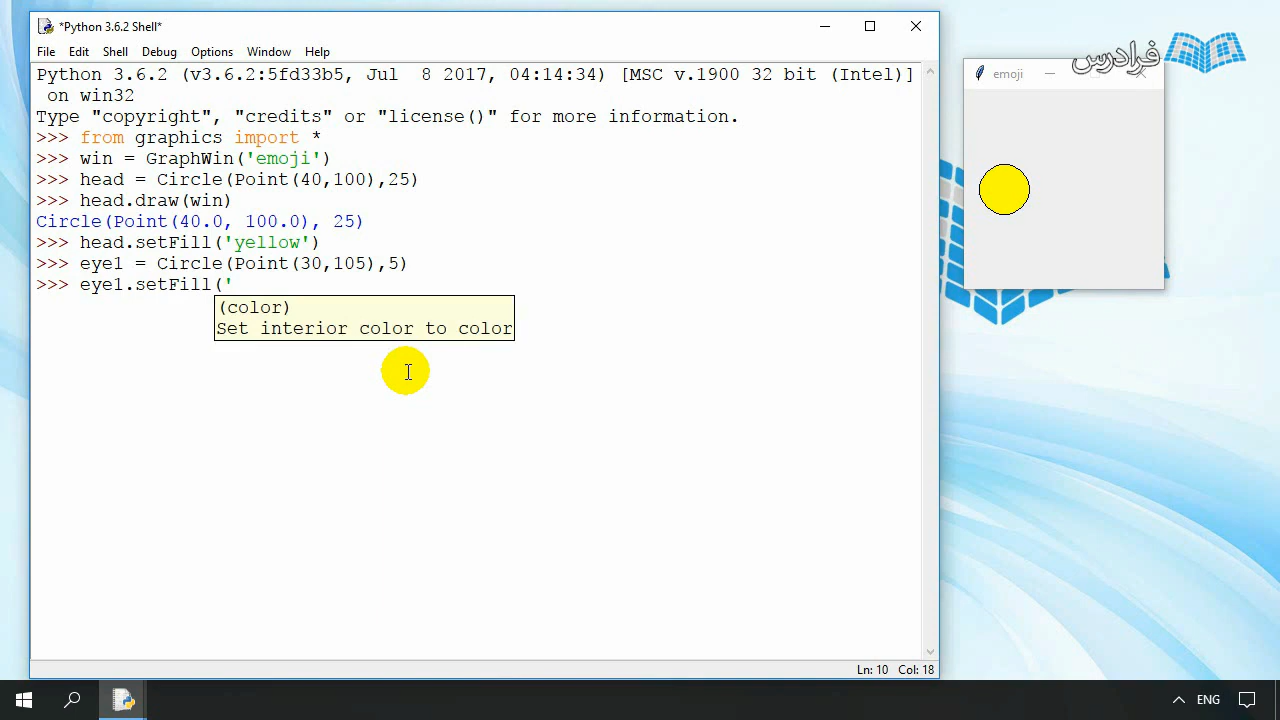 *Python 3.6.2 Shell*
File Edit Shell Debug Options Window Help
Python 3.6.2 (v3.6.2:5fd33b5, Jul  8 2017, 04:14:34) [MSC v.1900 32 bit (Intel)]
 on win32
Type "copyright", "credits" or "license()" for more information.
>>> from graphics import *
>>> win = GraphWin('emoji')
>>> head = Circle(Point(40,100),25)
>>> head.draw(win)
Circle(Point(40.0, 100.0), 25)
>>> head.setFill('yellow')
>>> eye1 = Circle(Point(30,105),5)
>>> eye1.setFill('
(color)
Set interior color to color
Ln: 10 Col: 18
emoji
فرادرس
ENG